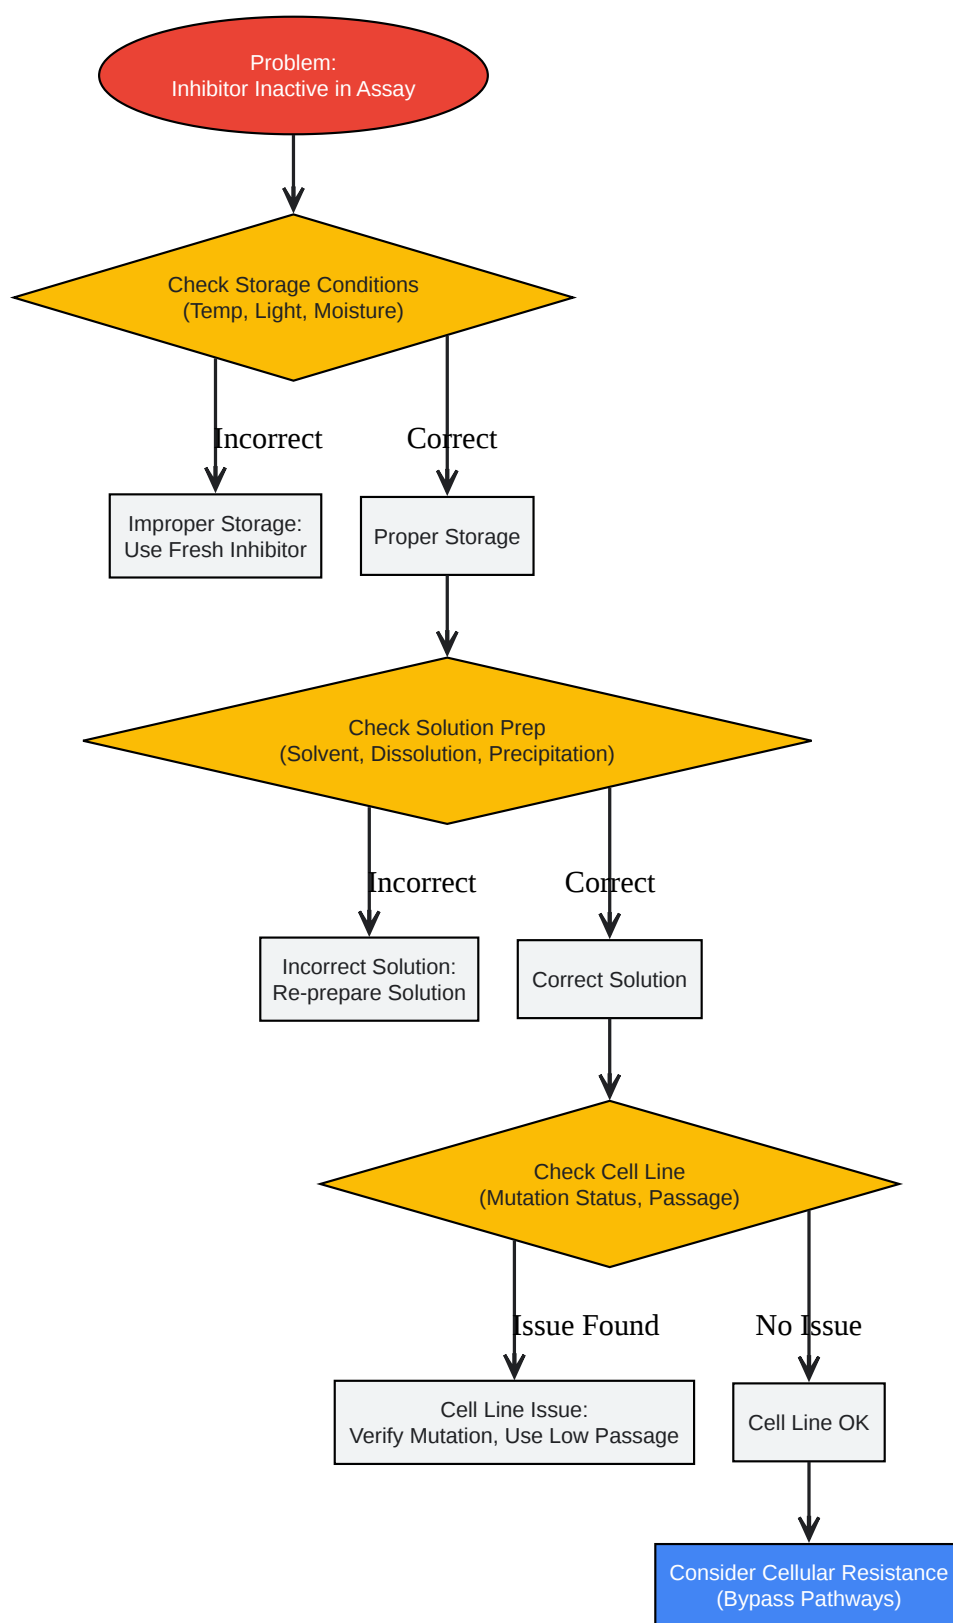 Problem:
Inhibitor Inactive in Assay
Check Storage Conditions
(Temp, Light, Moisture)
Incorrect
Correct
Improper Storage:
Use Fresh Inhibitor
Proper Storage
Check Solution Prep
(Solvent, Dissolution, Precipitation)
Incorrect
Correct
Incorrect Solution:
Re-prepare Solution
Correct Solution
Check Cell Line
(Mutation Status, Passage)
Issue Found
No Issue
Cell Line Issue:
Verify Mutation, Use Low Passage
Cell Line OK
Consider Cellular Resistance
(Bypass Pathways)